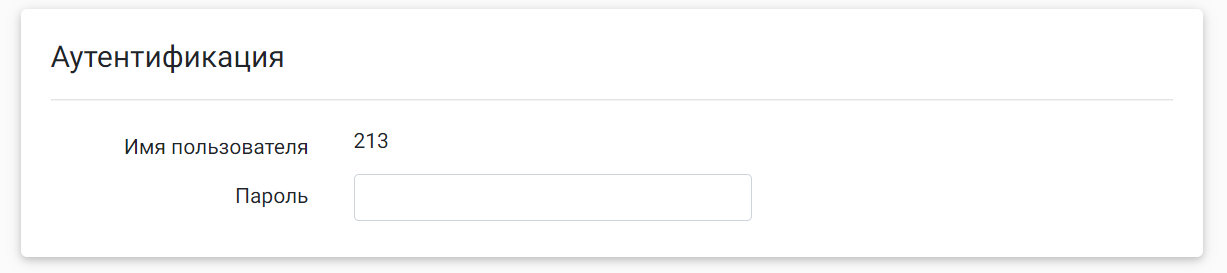 Аутентификация
Имя пользователя 213
Пароль